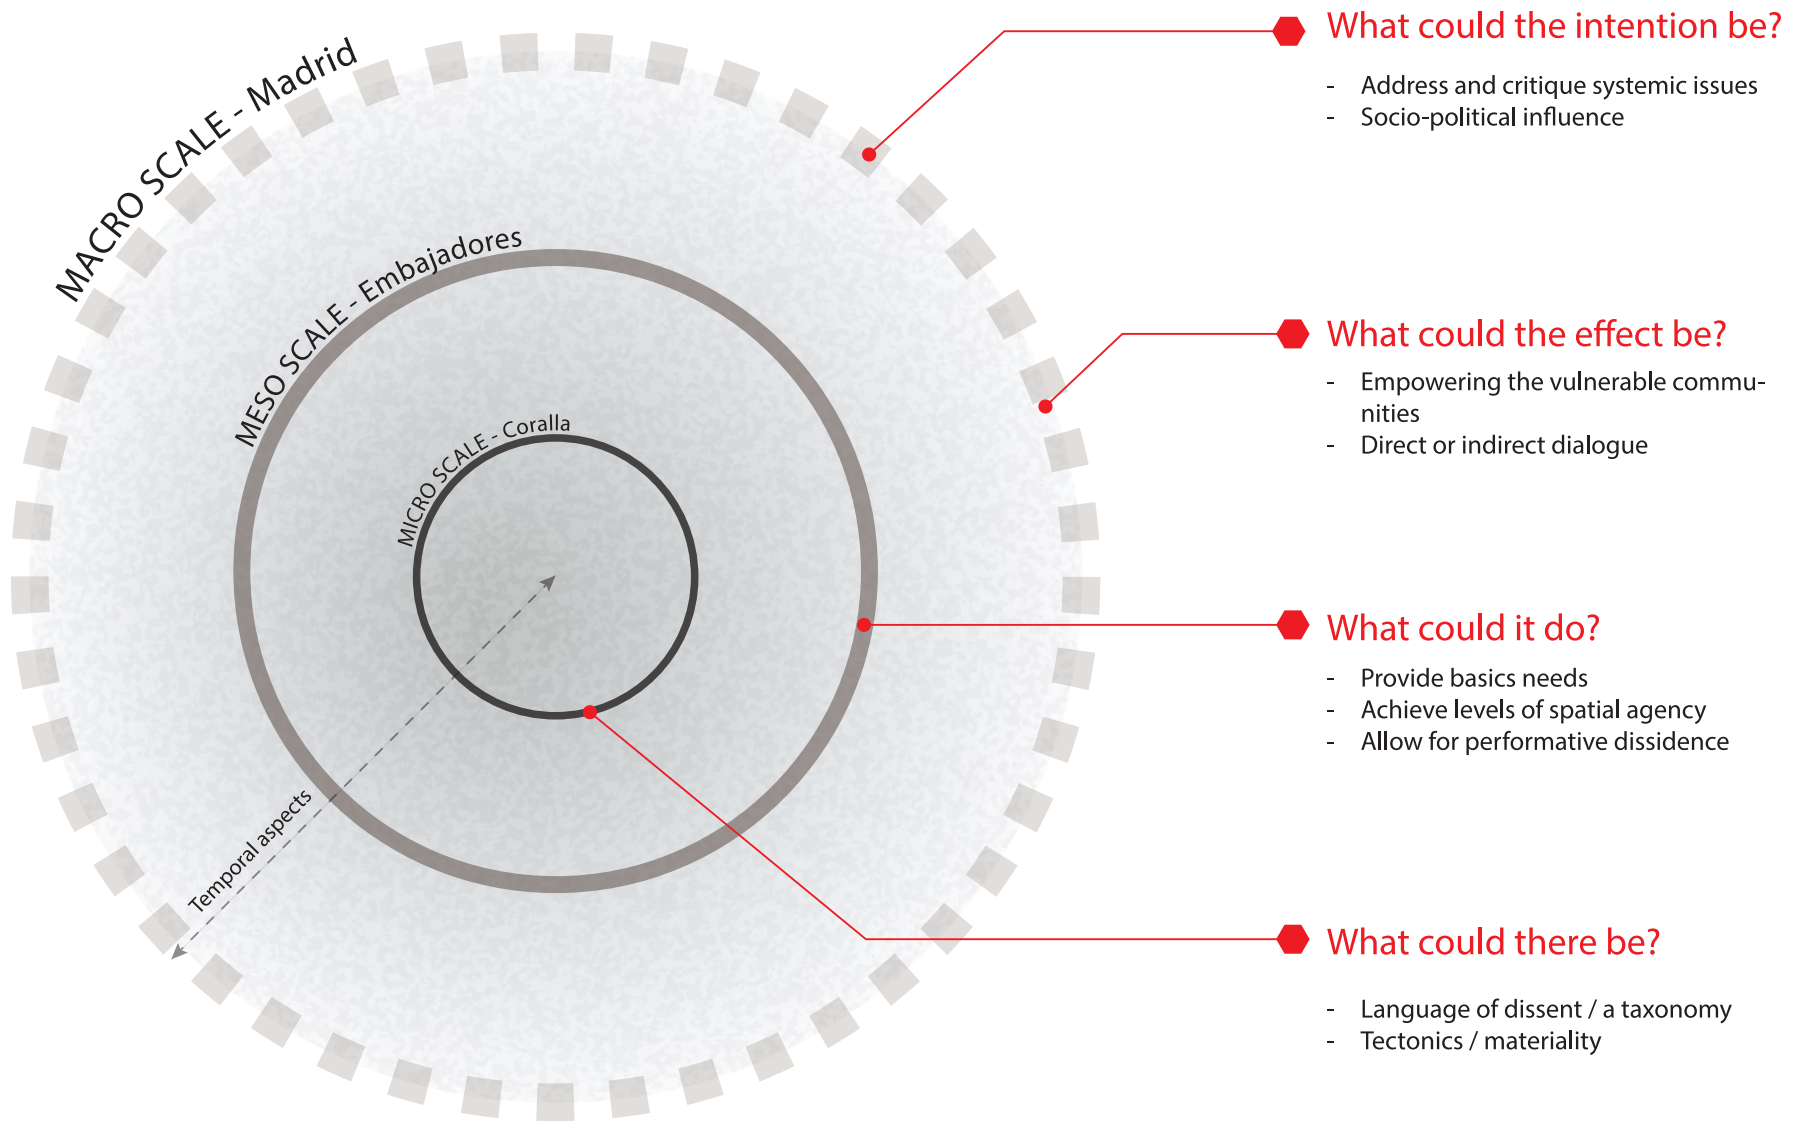 MACRO SCALE - Madrid
MESO SCALE - Embajadores
MICRO SCALE - Coralla
Temporal aspects
What could the intention be?
- Address and critique systemic issues
- Socio-political influence
What could the effect be?
- Empowering the vulnerable commu-
nities
- Direct or indirect dialogue
What could it do?
- Provide basics needs
- Achieve levels of spatial agency
- Allow for performative dissidence
What could there be?
- Language of dissent / a taxonomy
- Tectonics / materiality